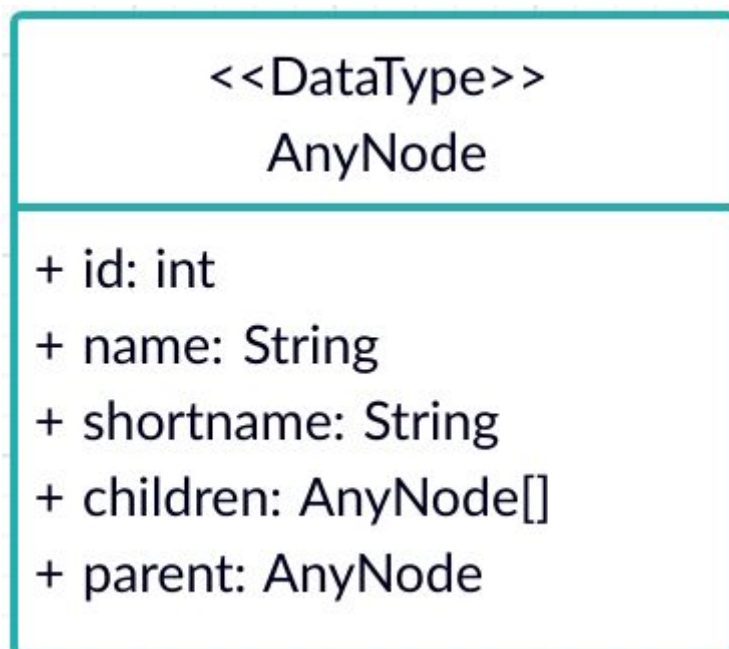 <<DataType>>
AnyNode
+ id: int
+ name: String
+ shortname: String
+ children: AnyNode[]
+ parent: AnyNode